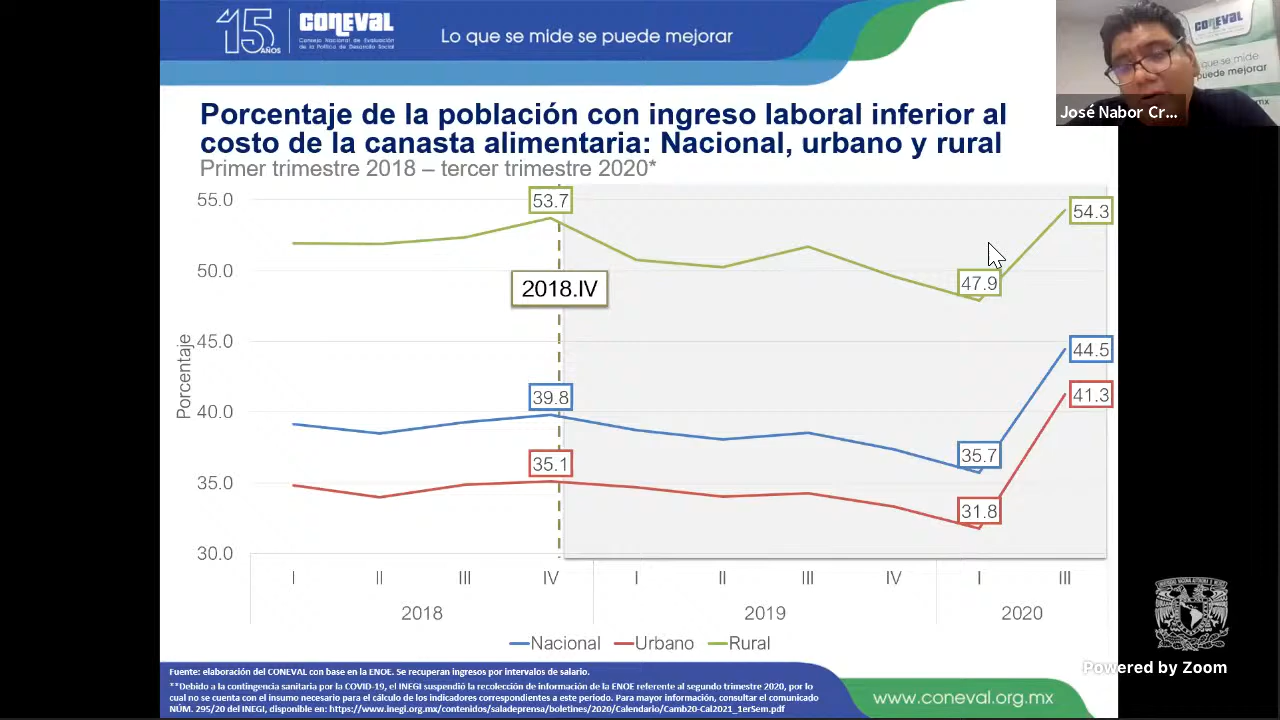 15 AÑOS
CONEVAL
Consejo Nacional de Evaluación
de la Política de Desarrollo Social
Lo que se mide se puede mejorar
CONEVAL
que se mide
puede mejorar
José Nabor Cr...
Porcentaje de la población con ingreso laboral inferior al
costo de la canasta alimentaria: Nacional, urbano y rural
Primer trimestre 2018 – tercer trimestre 2020*
Porcentaje
55.0
50.0
45.0
40.0
35.0
30.0
53.7
54.3
2018.IV
47.9
44.5
39.8
41.3
35.7
35.1
31.8
I II III IV I II III IV I III
2018 2019 2020
Nacional Urbano Rural
Fuente: elaboración del CONEVAL con base en la ENOE. Se recuperan ingresos por intervalos de salario.
**Debido a la contingencia sanitaria por la COVID-19, el INEGI suspendió la recolección de información de la ENOE referente al segundo trimestre 2020, por lo
cual no se cuenta con el insumo necesario para el cálculo de los indicadores correspondientes a este periodo. Para mayor información, consultar el comunicado
NÚM. 295/20 del INEGI, disponible en: https://www.inegi.org.mx/contenidos/saladeprensa/boletines/2020/Calendario/Camb20-Cal2021_1erSem.pdf
www.coneval.org.mx
Powered by Zoom